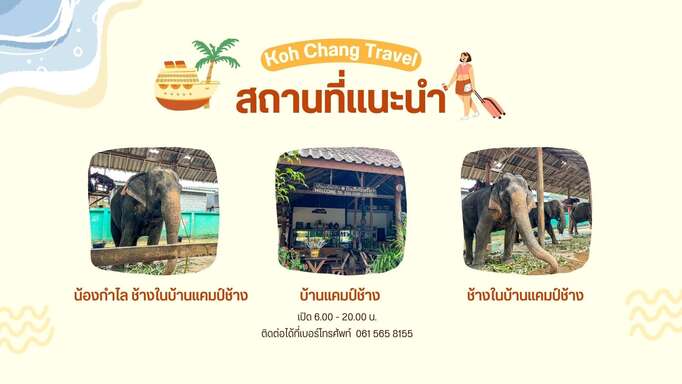 Koh Chang Travel
สถานที่แนะนำ
น้องกำไล ช้างในบ้านแคมป์ช้าง
บ้านแคมป์ช้าง
ช้างในบ้านแคมป์ช้าง
เปิด 6.00 - 20.00 น.
ติดต่อได้ที่เบอร์โทรศัพท์ 061 565 8155